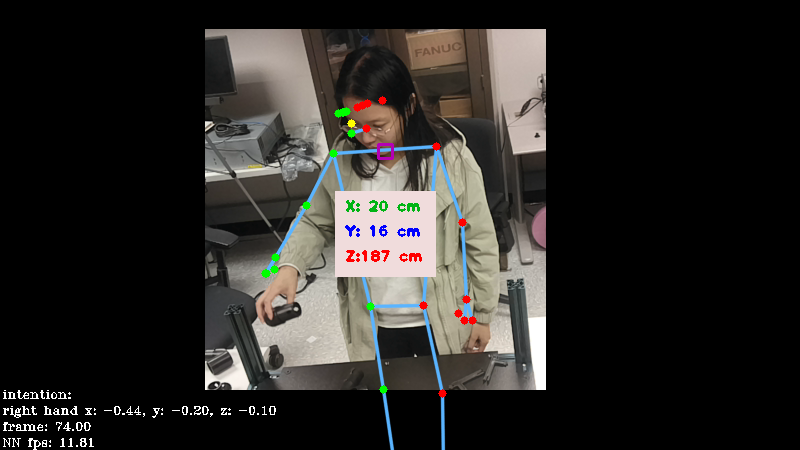 FANUC
X: 20 cm
Y: 16 cm
Z:187 cm
intention:
right hand x: −0.44, y: −0.20, z: −0.10
frame: 74.00
NN fps: 11.81